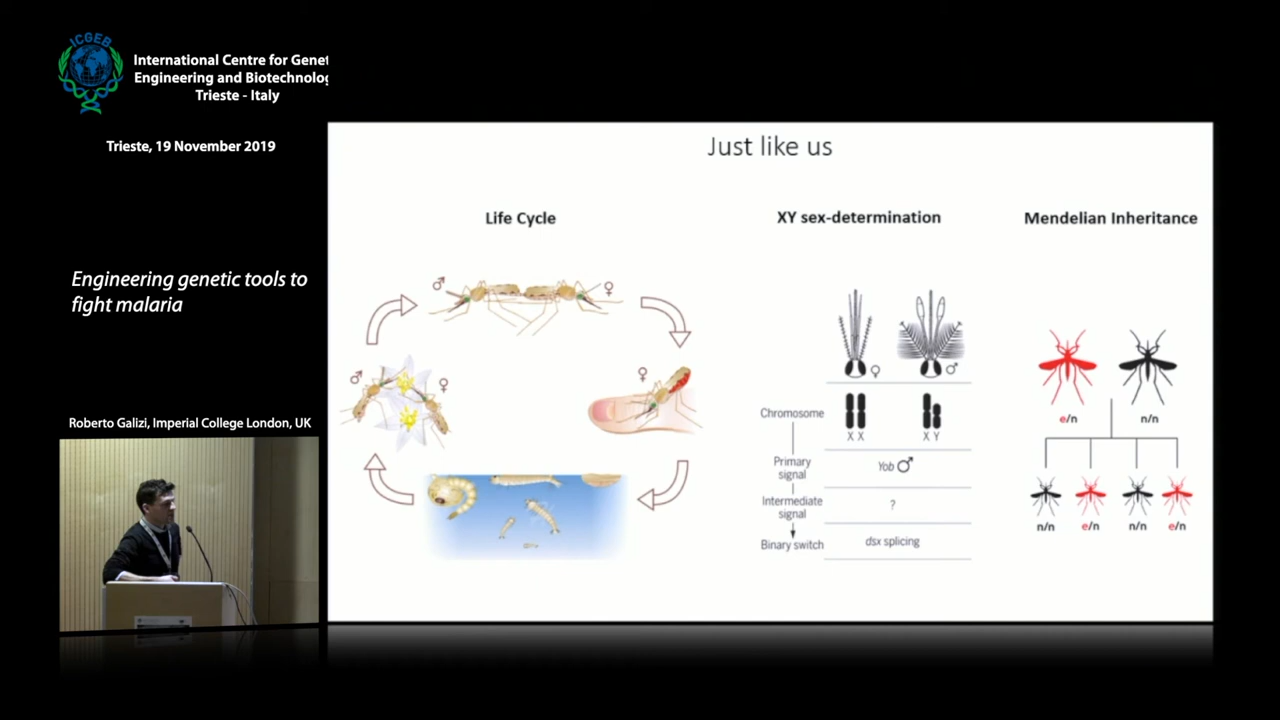 ICGEB
International Centre for Genet
Engineering and Biotechnolog
Trieste - Italy
Trieste, 19 November 2019
Engineering genetic tools to
fight malaria
Roberto Galizi, Imperial College London, UK
Just like us
Life Cycle
XY sex-determination
Mendelian Inheritance
♂
♀
♂
♀
♀
♀
♂
Chromosome
X X
X Y
Primary
signal
Yob ♂
Intermediate
signal
?
Binary switch
dsx splicing
e/n
n/n
n/n
e/n
n/n
e/n